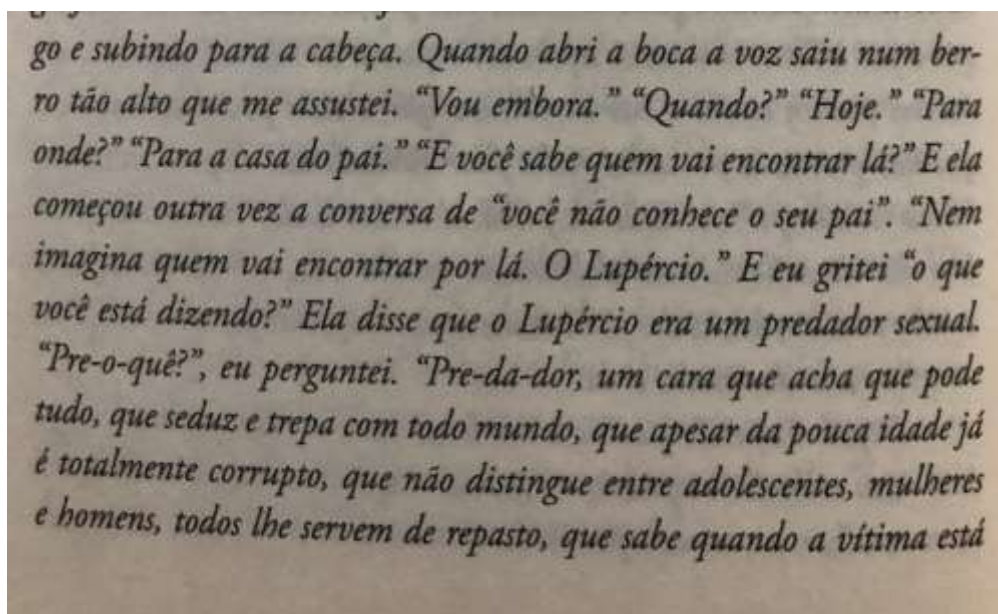 go e subindo para a cabeça. Quando abri a boca a voz saiu num ber-
ro tão alto que me assustei. “Vou embora.” “Quando?” “Hoje.” “Para
onde?” “Para a casa do pai.” “E você sabe quem vai encontrar lá?” E ela
começou outra vez a conversa de “você não conhece o seu pai”. “Nem
imagina quem vai encontrar por lá. O Lupércio.” E eu gritei “o que
você está dizendo?” Ela disse que o Lupércio era um predador sexual.
“Pre-o-quê?”, eu perguntei. “Pre-da-dor, um cara que acha que pode
tudo, que seduz e trepa com todo mundo, que apesar da pouca idade já
é totalmente corrupto, que não distingue entre adolescentes, mulheres
e homens, todos lhe servem de repasto, que sabe quando a vítima está